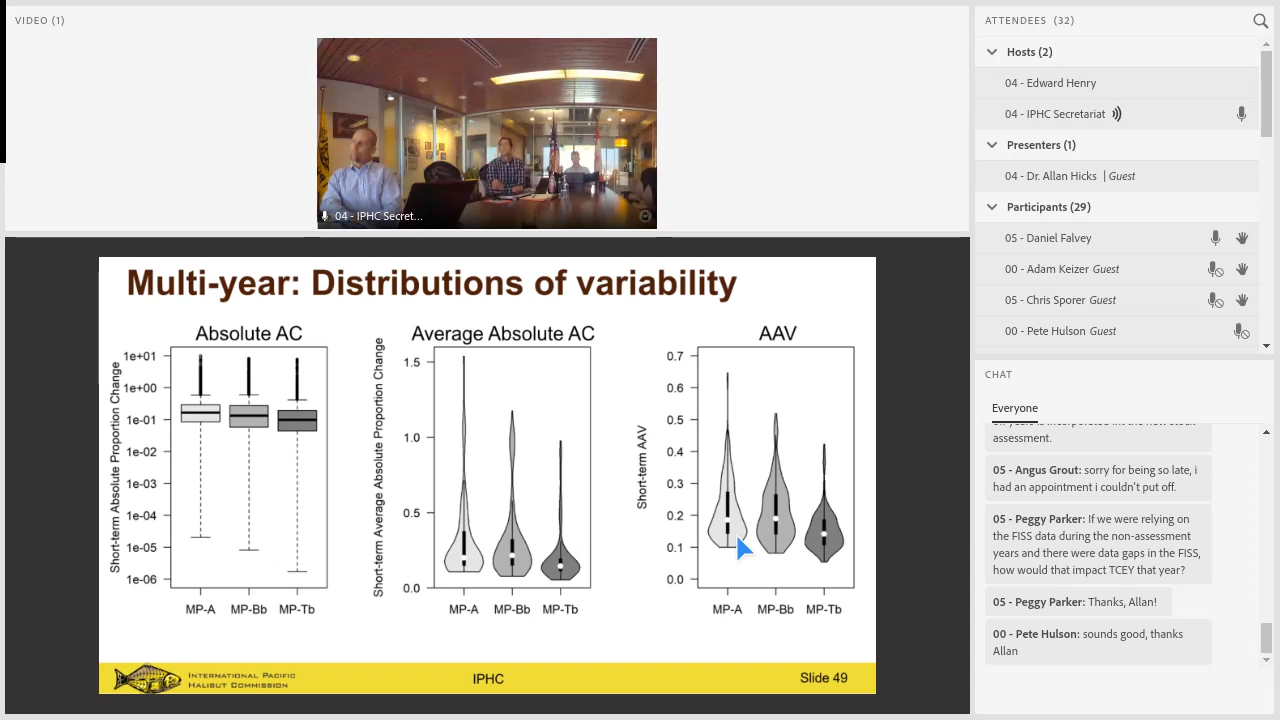 VIDEO (1)
04 - IPHC Secret...
Multi-year: Distributions of variability
Absolute AC
Short-term Absolute Proportion Change
1e+01
1e+00
1e-01
1e-02
1e-03
1e-04
1e-05
1e-06
MP-A MP-Bb MP-Tb
Average Absolute AC
Short-term Average Absolute Proportion Change
1.5
1.0
0.5
0.0
MP-A MP-Bb MP-Tb
AAV
Short-term AAV
0.7
0.6
0.5
0.4
0.3
0.2
0.1
0.0
MP-A MP-Bb MP-Tb
INTERNATIONAL PACIFIC
HALIBUT COMMISSION
IPHC
Slide 49
ATTENDEES (32)
Hosts (2)
04 - Edward Henry
04 - IPHC Secretariat
Presenters (1)
04 - Dr. Allan Hicks | Guest
Participants (29)
05 - Daniel Falvey
00 - Adam Keizer Guest
05 - Chris Sporer Guest
00 - Pete Hulson Guest
CHAT
Everyone
assessment.
05 - Angus Grout: sorry for being so late, i
had an appointment i couldn't put off.
05 - Peggy Parker: If we were relying on
the FISS data during the non-assessment
years and there were data gaps in the FISS,
how would that impact TCEY that year?
05 - Peggy Parker: Thanks, Allan!
00 - Pete Hulson: sounds good, thanks
Allan